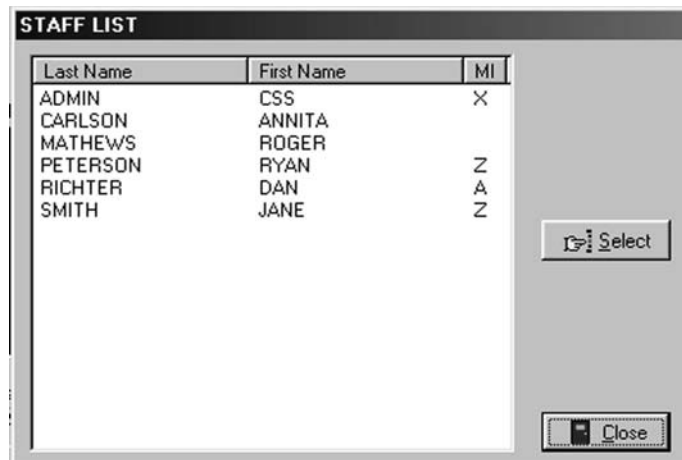 STAFF LIST
Last Name First Name MI
ADMIN CSS X
CARLSON ANNITA
MATHEWS ROGER
PETERSON RYAN Z
RICHTER DAN A
SMITH JANE Z
Select
Close